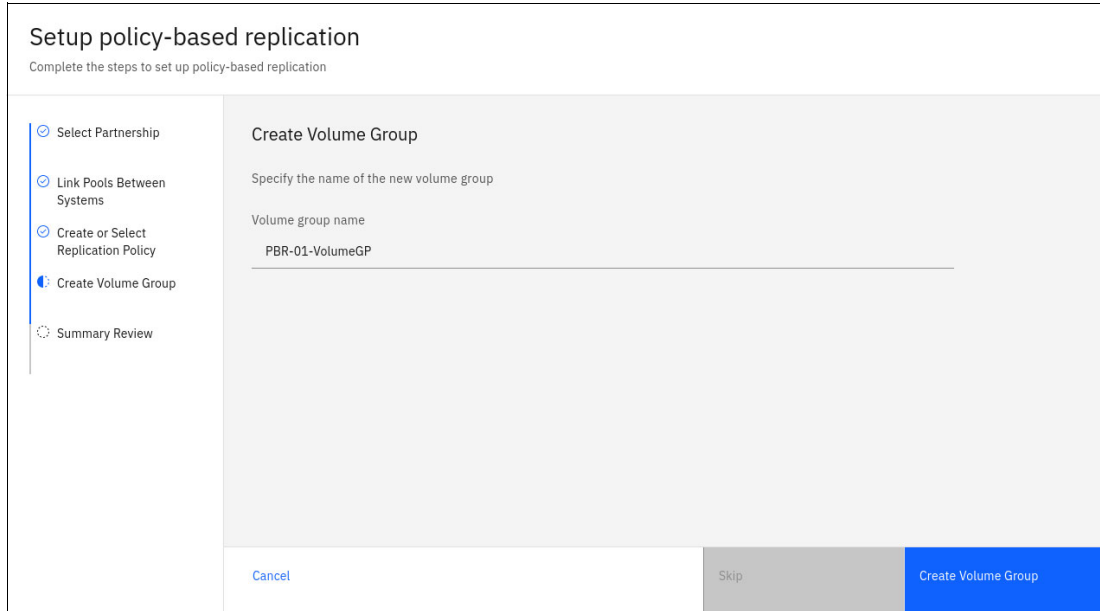 Setup policy-based replication
Complete the steps to set up policy-based replication
Select Partnership
Link Pools Between
Systems
Create or Select
Replication Policy
Create Volume Group
Summary Review
Create Volume Group
Specify the name of the new volume group
Volume group name
PBR-01-VolumeGP
Cancel
Skip
Create Volume Group